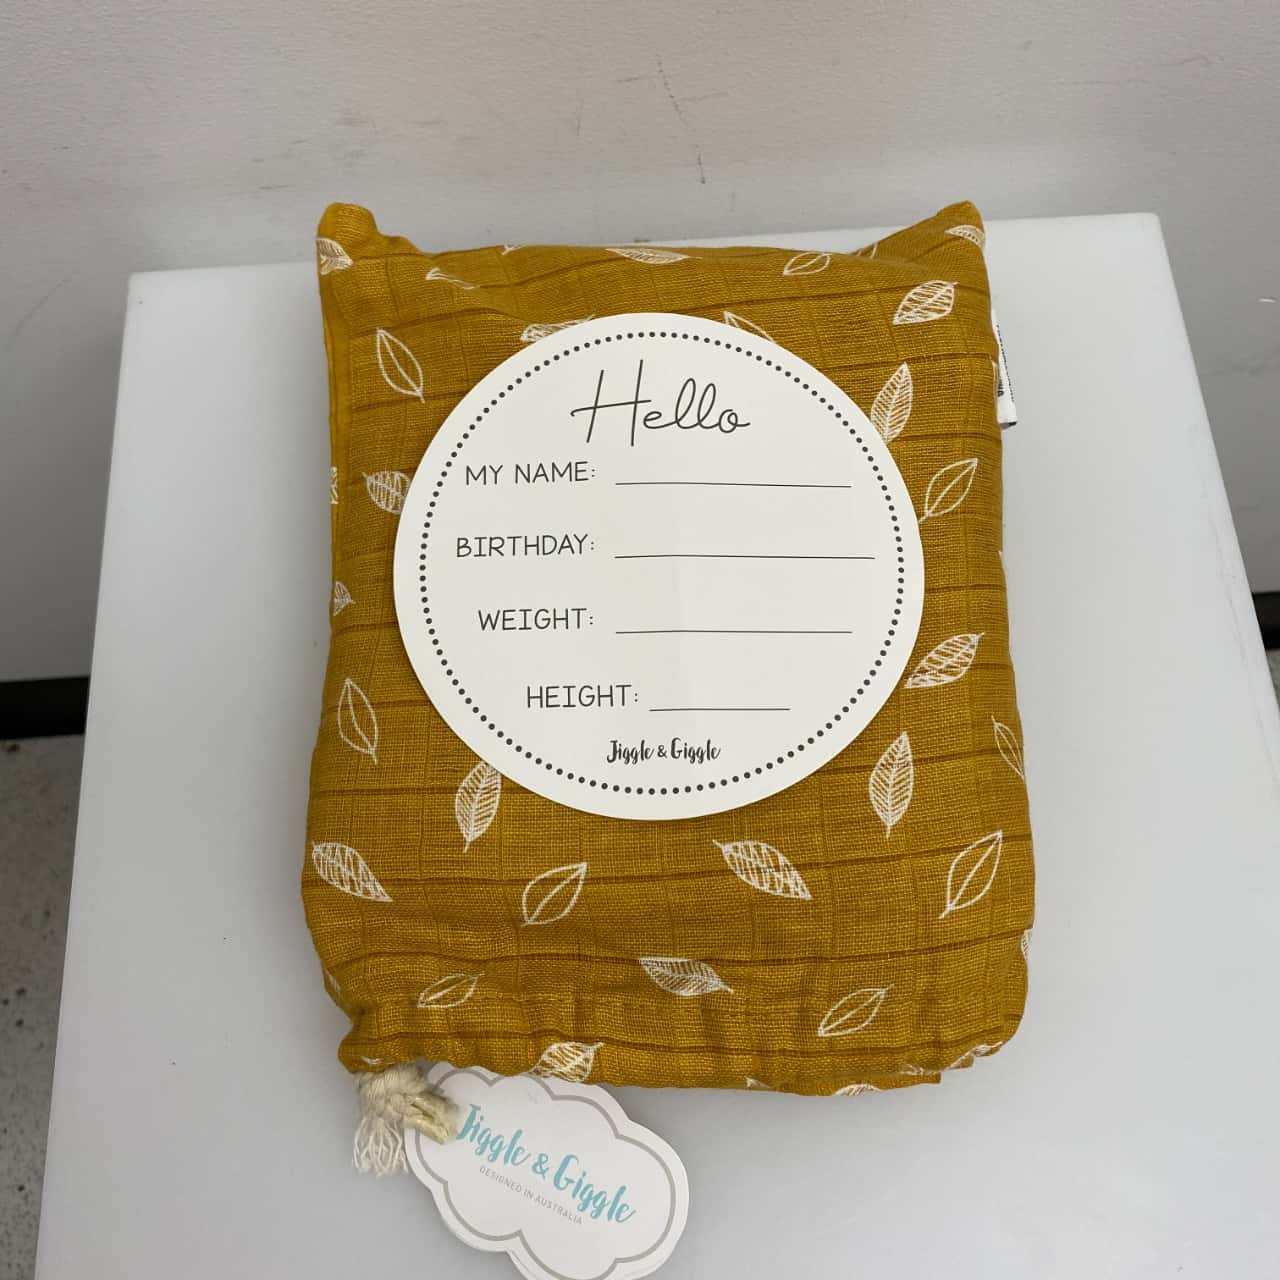 Hello
MY NAME:
BIRTHDAY:
WEIGHT:
HEIGHT:
Jiggle & Giggle
Jiggle & Giggle
DESIGNED IN AUSTRALIA